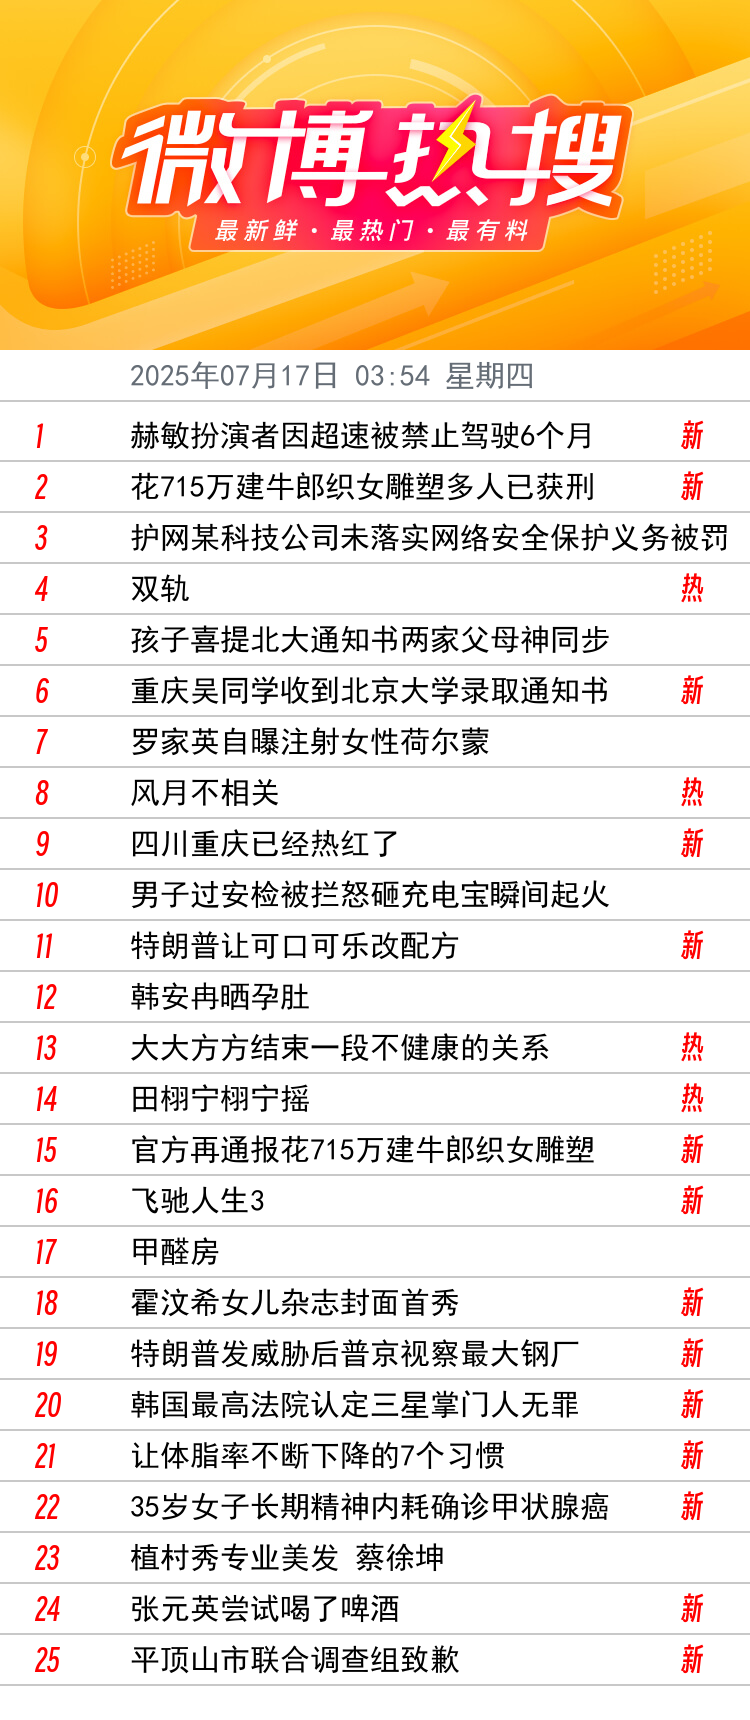 微博热搜
最新鲜·最热门·最有料
2025年07月17日 03:54 星期四
1 赫敏扮演者因超速被禁止驾驶6个月 新
2 花715万建牛郎织女雕塑多人已获刑 新
3 护网某科技公司未落实网络安全保护义务被罚
4 双轨 热
5 孩子喜提北大通知书两家父母神同步
6 重庆吴同学收到北京大学录取通知书 新
7 罗家英自曝注射女性荷尔蒙
8 风月不相关 热
9 四川重庆已经热红了 新
10 男子过安检被拦怒砸充电宝瞬间起火
11 特朗普让可口可乐改配方 新
12 韩安冉晒孕肚
13 大大方方结束一段不健康的关系 热
14 田栩宁栩宁摇 热
15 官方再通报花715万建牛郎织女雕塑 新
16 飞驰人生3 新
17 甲醛房
18 霍汶希女儿杂志封面首秀 新
19 特朗普发威胁后普京视察最大钢厂 新
20 韩国最高法院认定三星掌门人无罪 新
21 让体脂率不断下降的7个习惯 新
22 35岁女子长期精神内耗确诊甲状腺癌 新
23 植村秀专业美发 蔡徐坤
24 张元英尝试喝了啤酒 新
25 平顶山市联合调查组致歉 新